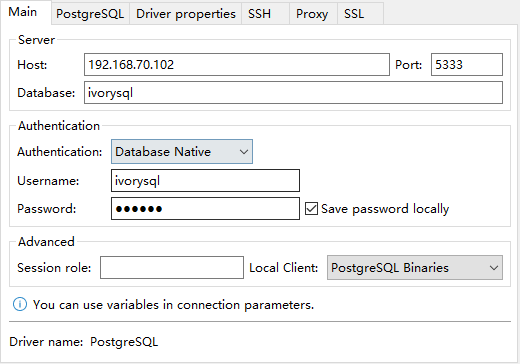 Main PostgreSQL Driver properties SSH Proxy SSL
Server
Host: 192.168.70.102 Port: 5333
Database: ivorysql
Authentication
Authentication: Database Native
Username: ivorysql
Password: ●●●●●● Save password locally
Advanced
Session role: Local Client: PostgreSQL Binaries
You can use variables in connection parameters.
Driver name: PostgreSQL